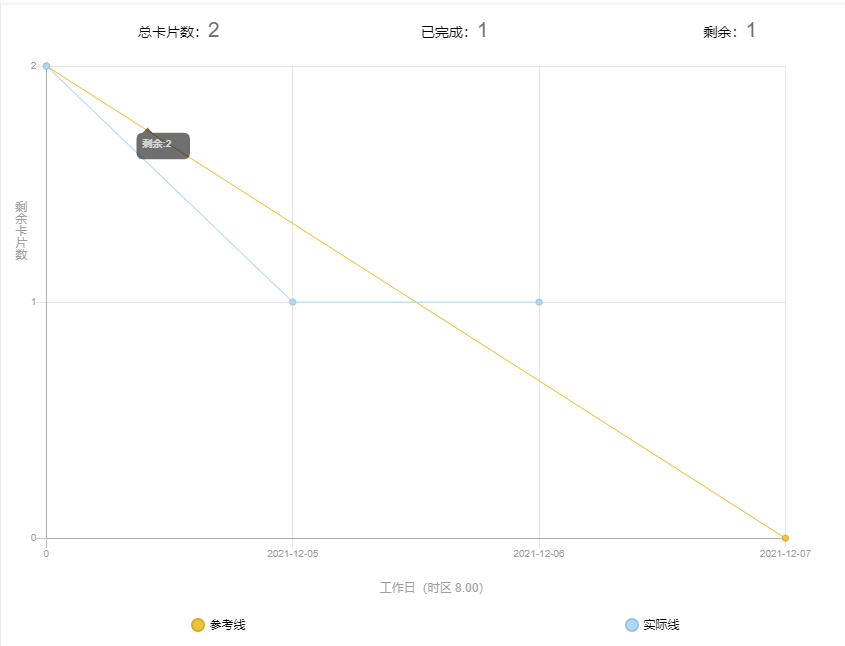 总卡片数：2
已完成：1
剩余：1
2
剩余:2
剩余卡片数
1
0
0
2021-12-05
2021-12-06
2021-12-07
工作日（时区 8.00）
参考线
实际线